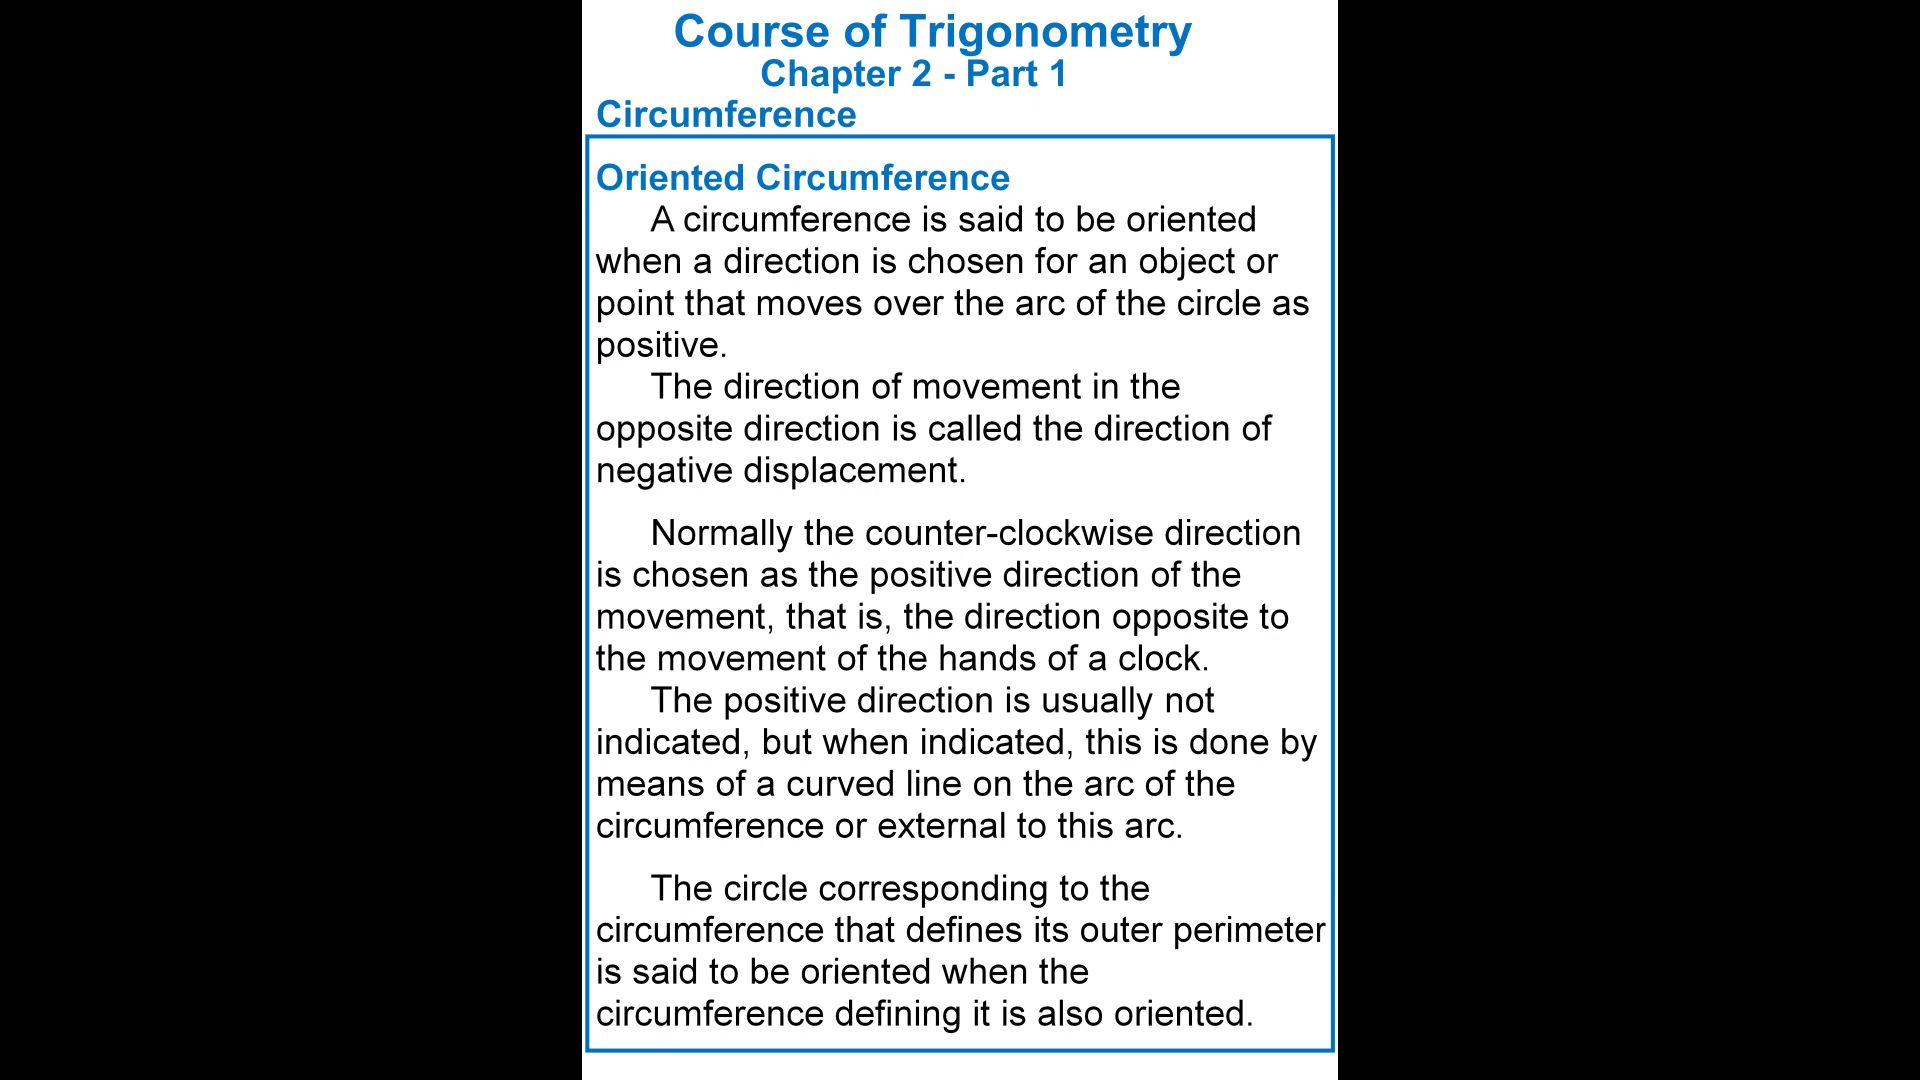 Course of Trigonometry
Chapter 2 - Part 1
Circumference
Oriented Circumference
A circumference is said to be oriented
when a direction is chosen for an object or
point that moves over the arc of the circle as
positive.
The direction of movement in the
opposite direction is called the direction of
negative displacement.
Normally the counter-clockwise direction
is chosen as the positive direction of the
movement, that is, the direction opposite to
the movement of the hands of a clock.
The positive direction is usually not
indicated, but when indicated, this is done by
means of a curved line on the arc of the
circumference or external to this arc.
The circle corresponding to the
circumference that defines its outer perimeter
is said to be oriented when the
circumference defining it is also oriented.